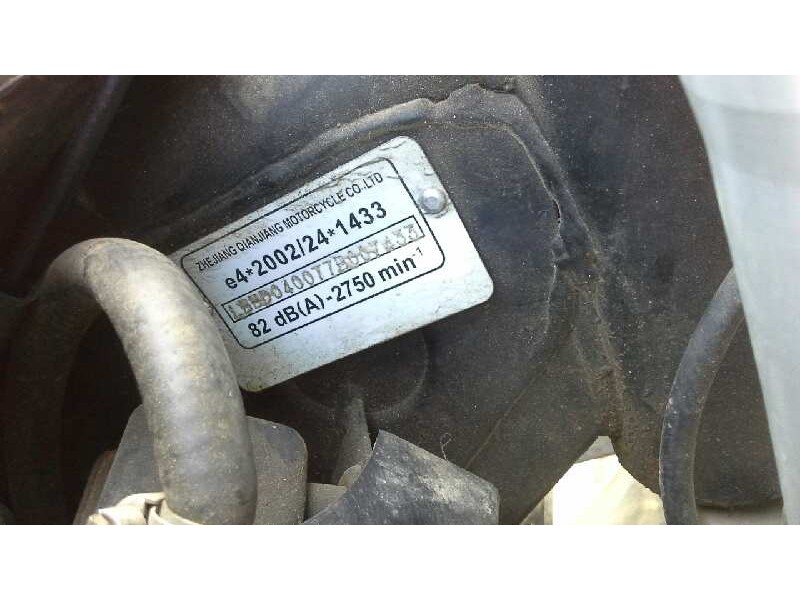 ZHEJIANG QIANJIANG MOTORCYCLE CO.,LTD
e4*2002/24*1433
82 dB(A)-2750 min-1